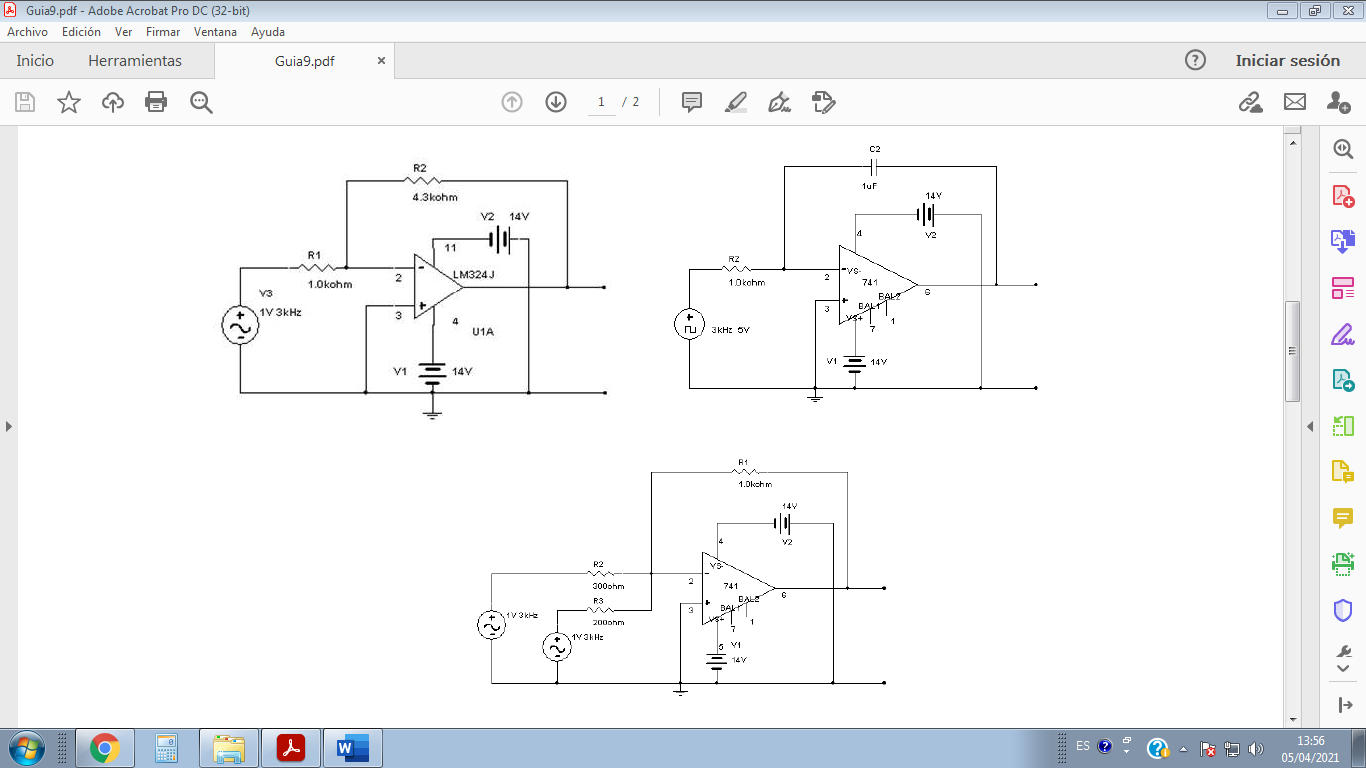 Guia9.pdf - Adobe Acrobat Pro DC (32-bit)
Archivo Edición Ver Firmar Ventana Ayuda
Inicio Herramientas Guia9.pdf × ? Iniciar sesión
1 / 2
R2
4.3kohm
V2 14V
11
R1
1.0kohm
2
LM324J
V3
1V 3kHz
3
4
U1A
V1 14V
C2
1uF
14V
V2
4
R2
1.0kohm
2
VS-
741
BAL2
6
BAL1
3
VS+
7
1
3kHz 5V
V1 14V
R1
1.0kohm
14V
V2
4
VS-
R2
300ohm
2
741
6
R3
200ohm
BAL2
BAL1
3
VS+
7
1
1V 3kHz
1V 3kHz
5 V1
14V
ES
13:56
05/04/2021